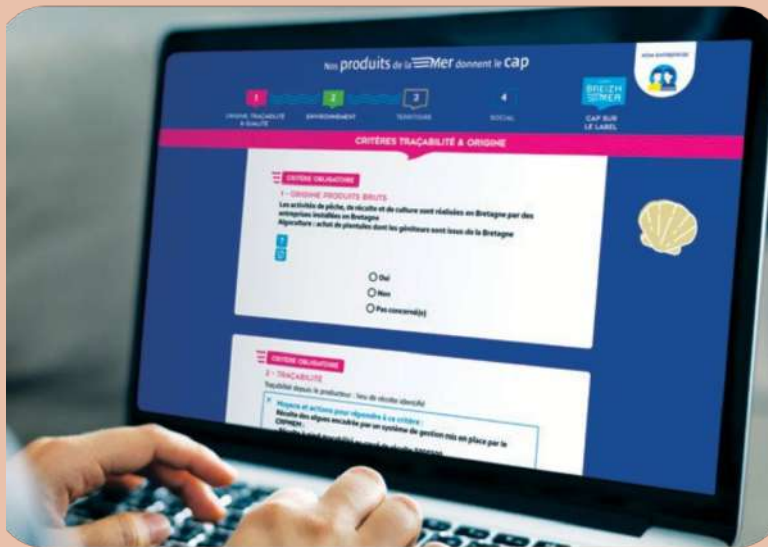 Nos produits de la Mer donnent le cap
MON ENTREPRISE
1
2
3
4
BREIZH
MER
ORIGINE, TRAÇABILITÉ
& QUALITÉ
ENVIRONNEMENT
TERRITOIRE
SOCIAL
CAP SUR
LE LABEL
CRITÈRES TRAÇABILITÉ & ORIGINE
CRITÈRE OBLIGATOIRE
1 - ORIGINE PRODUITS BRUTS
Les activités de pêche, de récolte et de culture sont réalisées en Bretagne par des
entreprises installées en Bretagne
Algoculture : achat de plantules dont les géniteurs sont issus de la Bretagne
?
Oui
Non
Pas concerné(e)
CRITÈRE OBLIGATOIRE
2 - TRAÇABILITÉ
Traçabilité depuis le producteur : lieu de récolte identifié
Moyens et actions pour répondre à ce critère :
Récolte des algues encadrée par un système de gestion mis en place par le
CRPMEM :